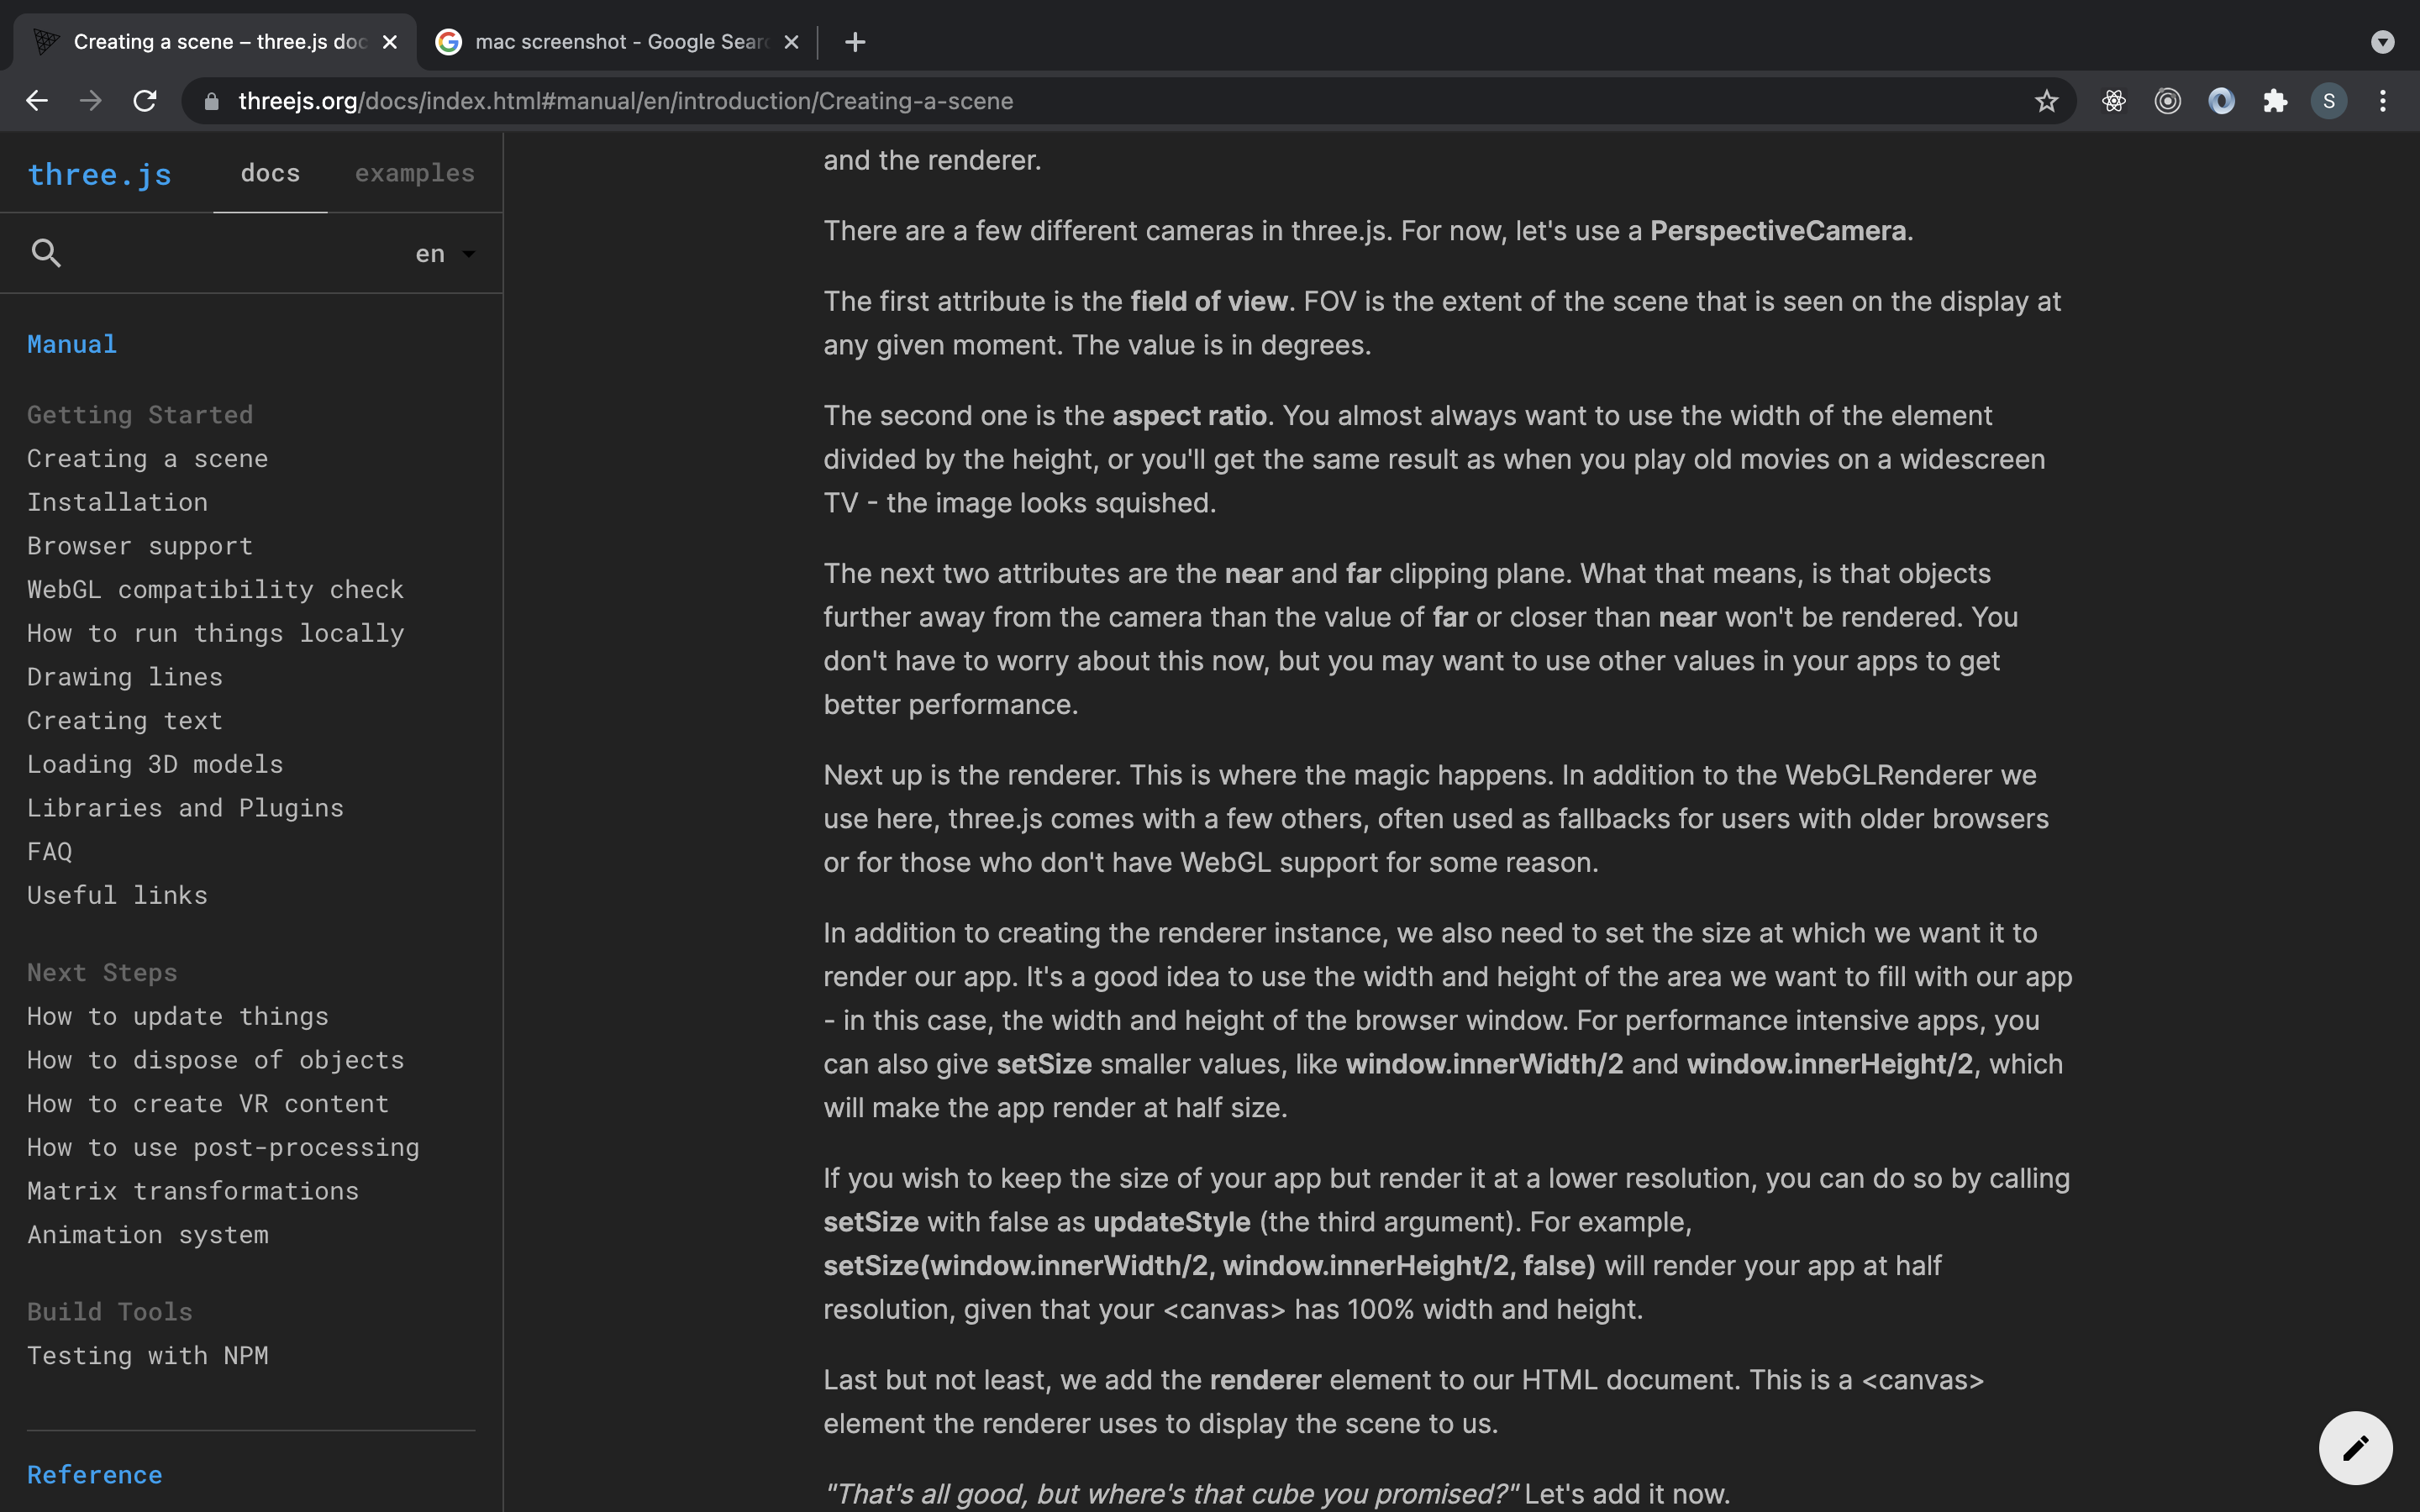 Creating a scene – three.js doc
mac screenshot - Google Sear
threejs.org/docs/index.html#manual/en/introduction/Creating-a-scene
S
three.js
docs
examples
en
Manual
Getting Started
Creating a scene
Installation
Browser support
WebGL compatibility check
How to run things locally
Drawing lines
Creating text
Loading 3D models
Libraries and Plugins
FAQ
Useful links
Next Steps
How to update things
How to dispose of objects
How to create VR content
How to use post-processing
Matrix transformations
Animation system
Build Tools
Testing with NPM
Reference
and the renderer.
There are a few different cameras in three.js. For now, let's use a PerspectiveCamera.
The first attribute is the field of view. FOV is the extent of the scene that is seen on the display at
any given moment. The value is in degrees.
The second one is the aspect ratio. You almost always want to use the width of the element
divided by the height, or you'll get the same result as when you play old movies on a widescreen
TV - the image looks squished.
The next two attributes are the near and far clipping plane. What that means, is that objects
further away from the camera than the value of far or closer than near won't be rendered. You
don't have to worry about this now, but you may want to use other values in your apps to get
better performance.
Next up is the renderer. This is where the magic happens. In addition to the WebGLRenderer we
use here, three.js comes with a few others, often used as fallbacks for users with older browsers
or for those who don't have WebGL support for some reason.
In addition to creating the renderer instance, we also need to set the size at which we want it to
render our app. It's a good idea to use the width and height of the area we want to fill with our app
- in this case, the width and height of the browser window. For performance intensive apps, you
can also give setSize smaller values, like window.innerWidth/2 and window.innerHeight/2, which
will make the app render at half size.
If you wish to keep the size of your app but render it at a lower resolution, you can do so by calling
setSize with false as updateStyle (the third argument). For example,
setSize(window.innerWidth/2, window.innerHeight/2, false) will render your app at half
resolution, given that your <canvas> has 100% width and height.
Last but not least, we add the renderer element to our HTML document. This is a <canvas>
element the renderer uses to display the scene to us.
"That's all good, but where's that cube you promised?" Let's add it now.